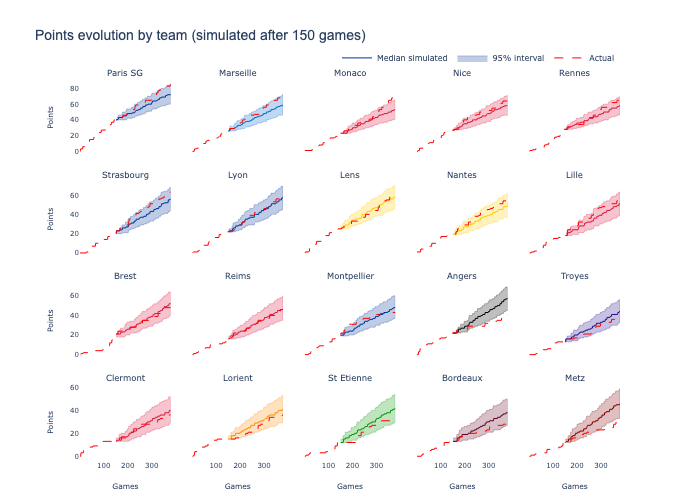 Points evolution by team (simulated after 150 games)
Median simulated 95% interval Actual
Paris SG Marseille Monaco Nice Rennes
Points
80
60
40
20
0
Strasbourg Lyon Lens Nantes Lille
Points
60
40
20
0
Brest Reims Montpellier Angers Troyes
Points
60
40
20
0
Clermont Lorient St Etienne Bordeaux Metz
Points
60
40
20
0
100 200 300 100 200 300 100 200 300 100 200 300 100 200 300
Games Games Games Games Games